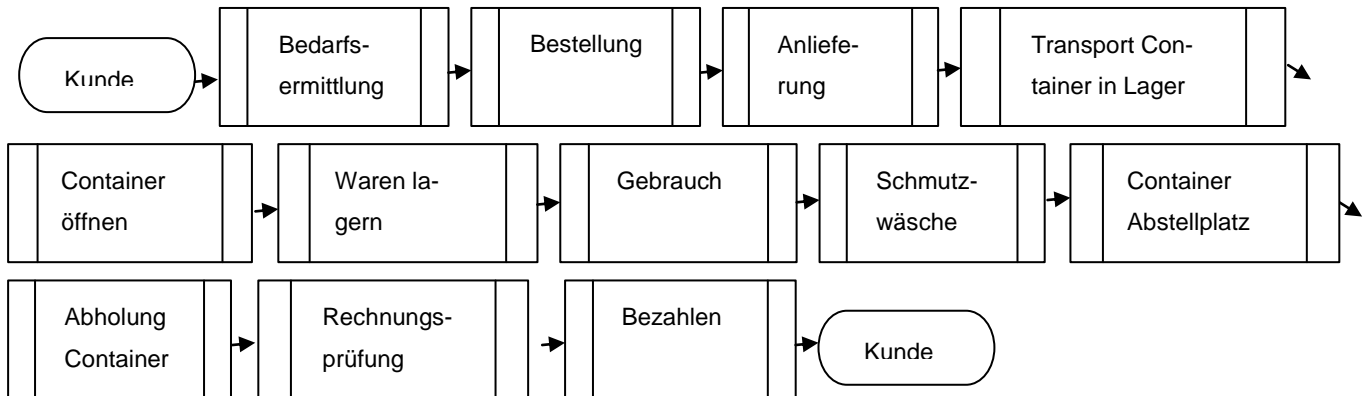 Kunde
Bedarfs-
ermittlung
Bestellung
Anliefe-
rung
Transport Con-
tainer in Lager
Container
öffnen
Waren la-
gern
Gebrauch
Schmutz-
wäsche
Container
Abstellplatz
Abholung
Container
Rechnungs-
prüfung
Bezahlen
Kunde